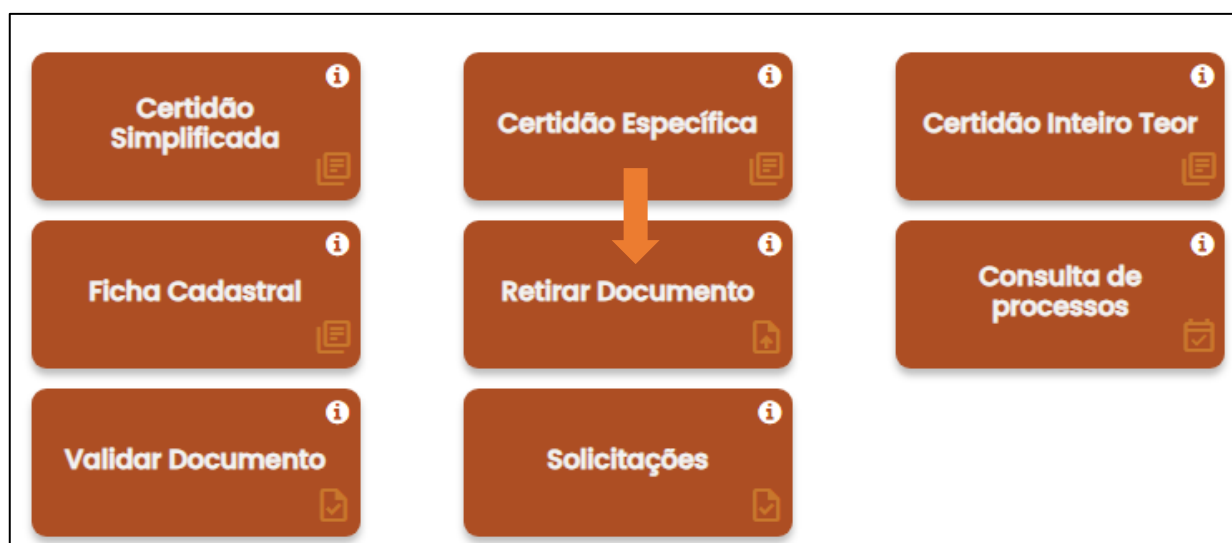 Certidão
Simplificada
Certidão Específica
Certidão Inteiro Teor
Ficha Cadastral
Retirar Documento
Consulta de
processos
Validar Documento
Solicitações